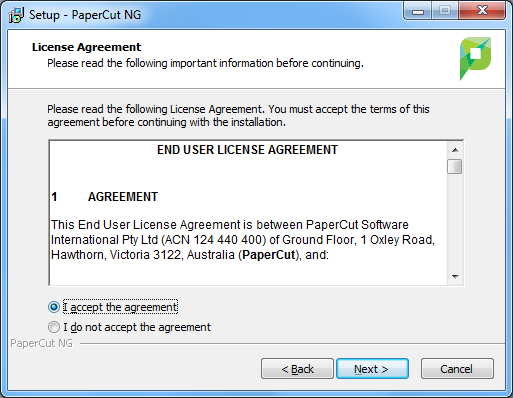 Setup - PaperCut NG
License Agreement
Please read the following important information before continuing.
Please read the following License Agreement. You must accept the terms of this
agreement before continuing with the installation.
END USER LICENSE AGREEMENT
1 AGREEMENT
This End User License Agreement is between PaperCut Software
International Pty Ltd (ACN 124 440 400) of Ground Floor, 1 Oxley Road,
Hawthorn, Victoria 3122, Australia (PaperCut), and:
I accept the agreement
I do not accept the agreement
PaperCut NG
< Back
Next >
Cancel